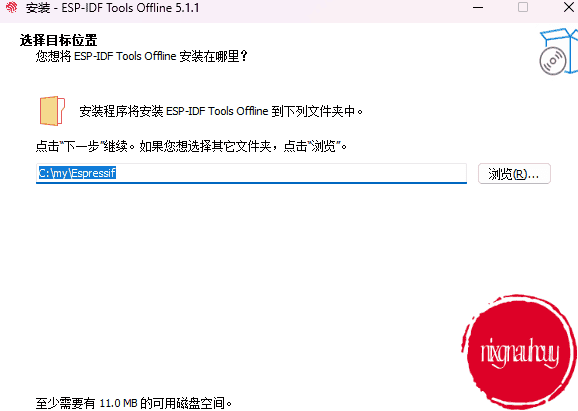 安装 - ESP-IDF Tools Offline 5.1.1
选择目标位置
您想将 ESP-IDF Tools Offline 安装在哪里？
安装程序将安装 ESP-IDF Tools Offline 到下列文件夹中。
点击“下一步”继续。如果您想选择其它文件夹，点击“浏览”。
C:\my\Espressif
浏览(R)...
至少需要有 11.0 MB 的可用磁盘空间。